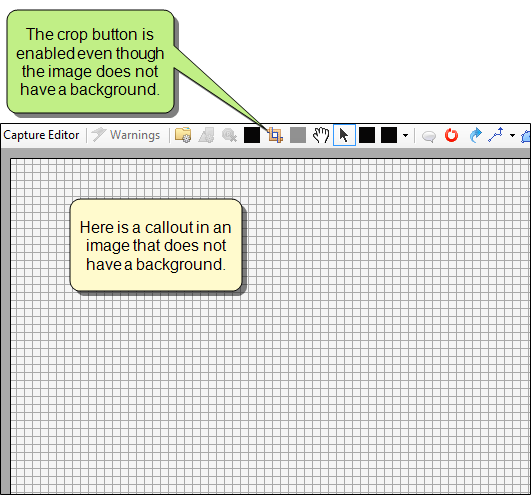 The crop button is
enabled even though
the image does not
have a background.
Capture Editor
Warnings
Here is a callout in an
image that does not
have a background.